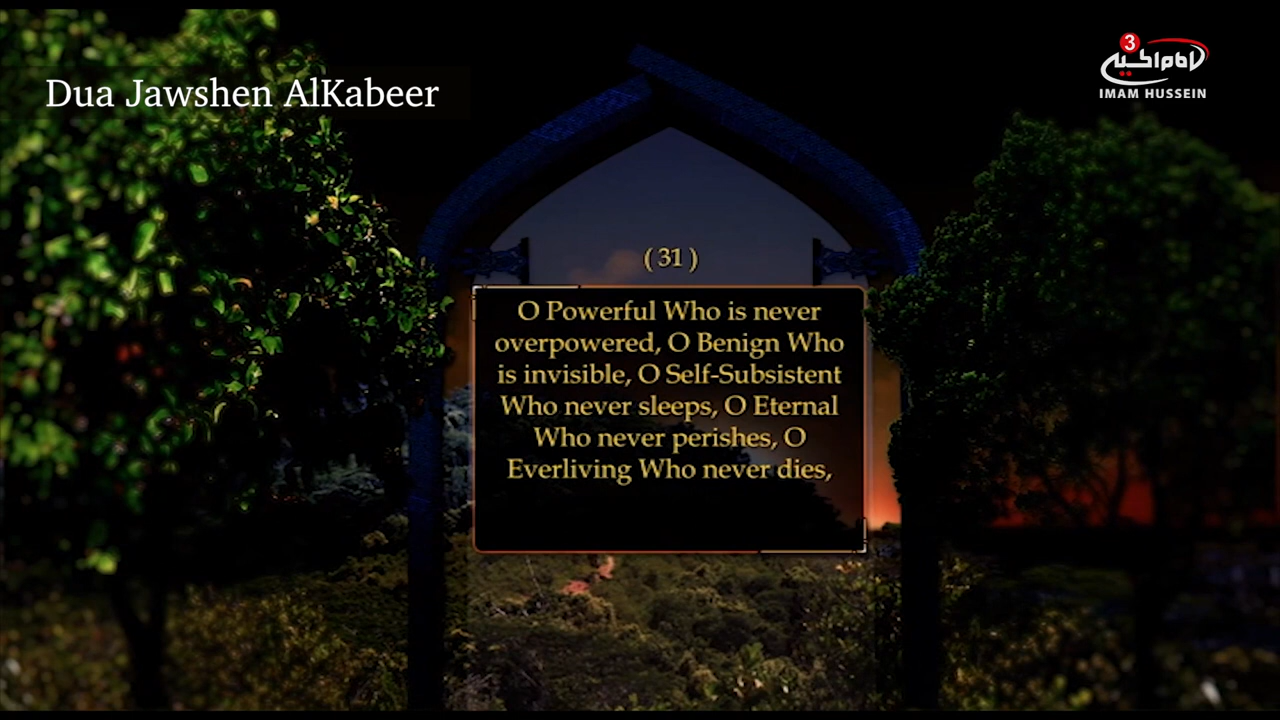 Dua Jawshen AlKabeer
3
IMAM HUSSEIN
( 31 )
O Powerful Who is never
overpowered, O Benign Who
is invisible, O Self-Subsistent
Who never sleeps, O Eternal
Who never perishes, O
Everliving Who never dies,